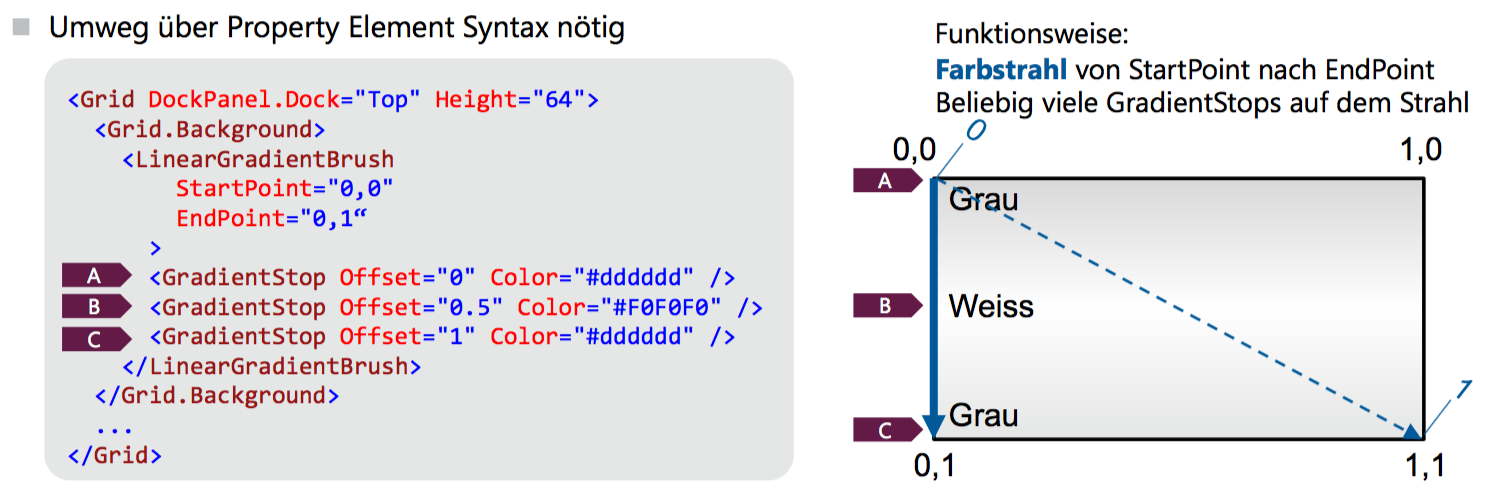 Umweg über Property Element Syntax nötig
<Grid DockPanel.Dock="Top" Height="64">
<Grid.Background>
<LinearGradientBrush
StartPoint="0,0"
EndPoint="0,1“
>
A <GradientStop Offset="0" Color="#dddddd" />
B <GradientStop Offset="0.5" Color="#F0F0F0" />
C <GradientStop Offset="1" Color="#dddddd" />
</LinearGradientBrush>
</Grid.Background>
...
</Grid>
Funktionsweise:
Farbstrahl von StartPoint nach EndPoint
Beliebig viele GradientStops auf dem Strahl
0
0,0 1,0
A
Grau
B Weiss
1
C Grau
0,1 1,1